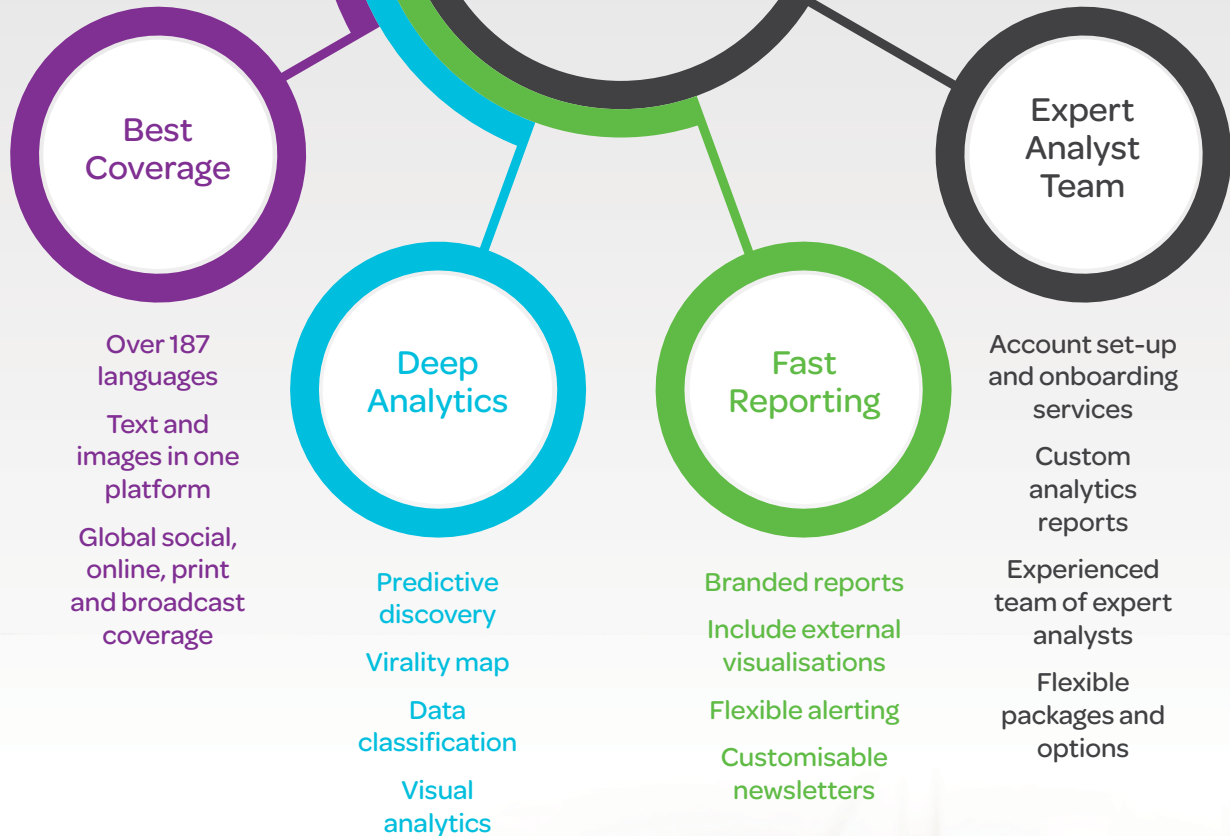 Best
Coverage
Over 187
languages
Text and
images in one
platform
Global social,
online, print
and broadcast
coverage
Deep
Analytics
Predictive
discovery
Virality map
Data
classification
Visual
analytics
Fast
Reporting
Branded reports
Include external
visualisations
Flexible alerting
Customisable
newsletters
Expert
Analyst
Team
Account set-up
and onboarding
services
Custom
analytics
reports
Experienced
team of expert
analysts
Flexible
packages and
options